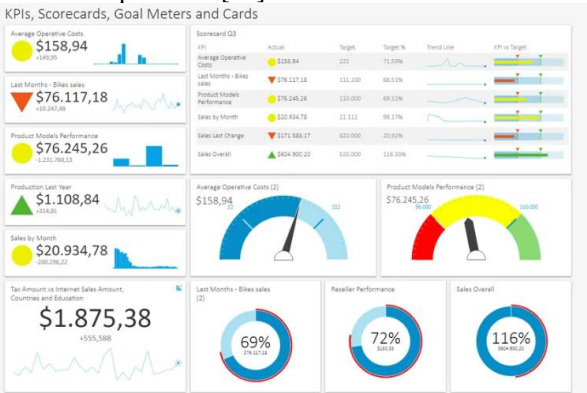 KPIs, Scorecards, Goal Meters and Cards
Average Operative Costs
$158,94
+149,95
Last Months - Bikes sales
$76.117,18
+10.247,48
Product Models Performance
$76.245,26
-1.231.760,13
Production Last Year
$1.108,84
+314,81
Sales by Month
$20.934,78
-200.298,22
Tax Amount vs Internet Sales Amount,
Countries and Education
$1.875,38
+555,588
Scorecard Q3
KPI Actual Target Target % Trend Line KPI vs Target
Average Operative
Costs
$158,94 222 71,59%
Last Months - Bikes
sales
$76.117,18 111.100 68,51%
Product Models
Performance
$76.245,26 110.000 69,31%
Sales by Month $20.934,78 21.111 99,17%
Sales Last Change $171.583,17 820.000 20,92%
Sales Overall $604.900,20 520.000 116,33%
Average Operative Costs (2)
$158,94
22
222
Product Models Performance (2)
$76.245,26
56.000
110.000
Last Months - Bikes sales
(2)
69%
$76.117,18
Reseller Performance
72%
Sales Overall
116%
$604.900,20